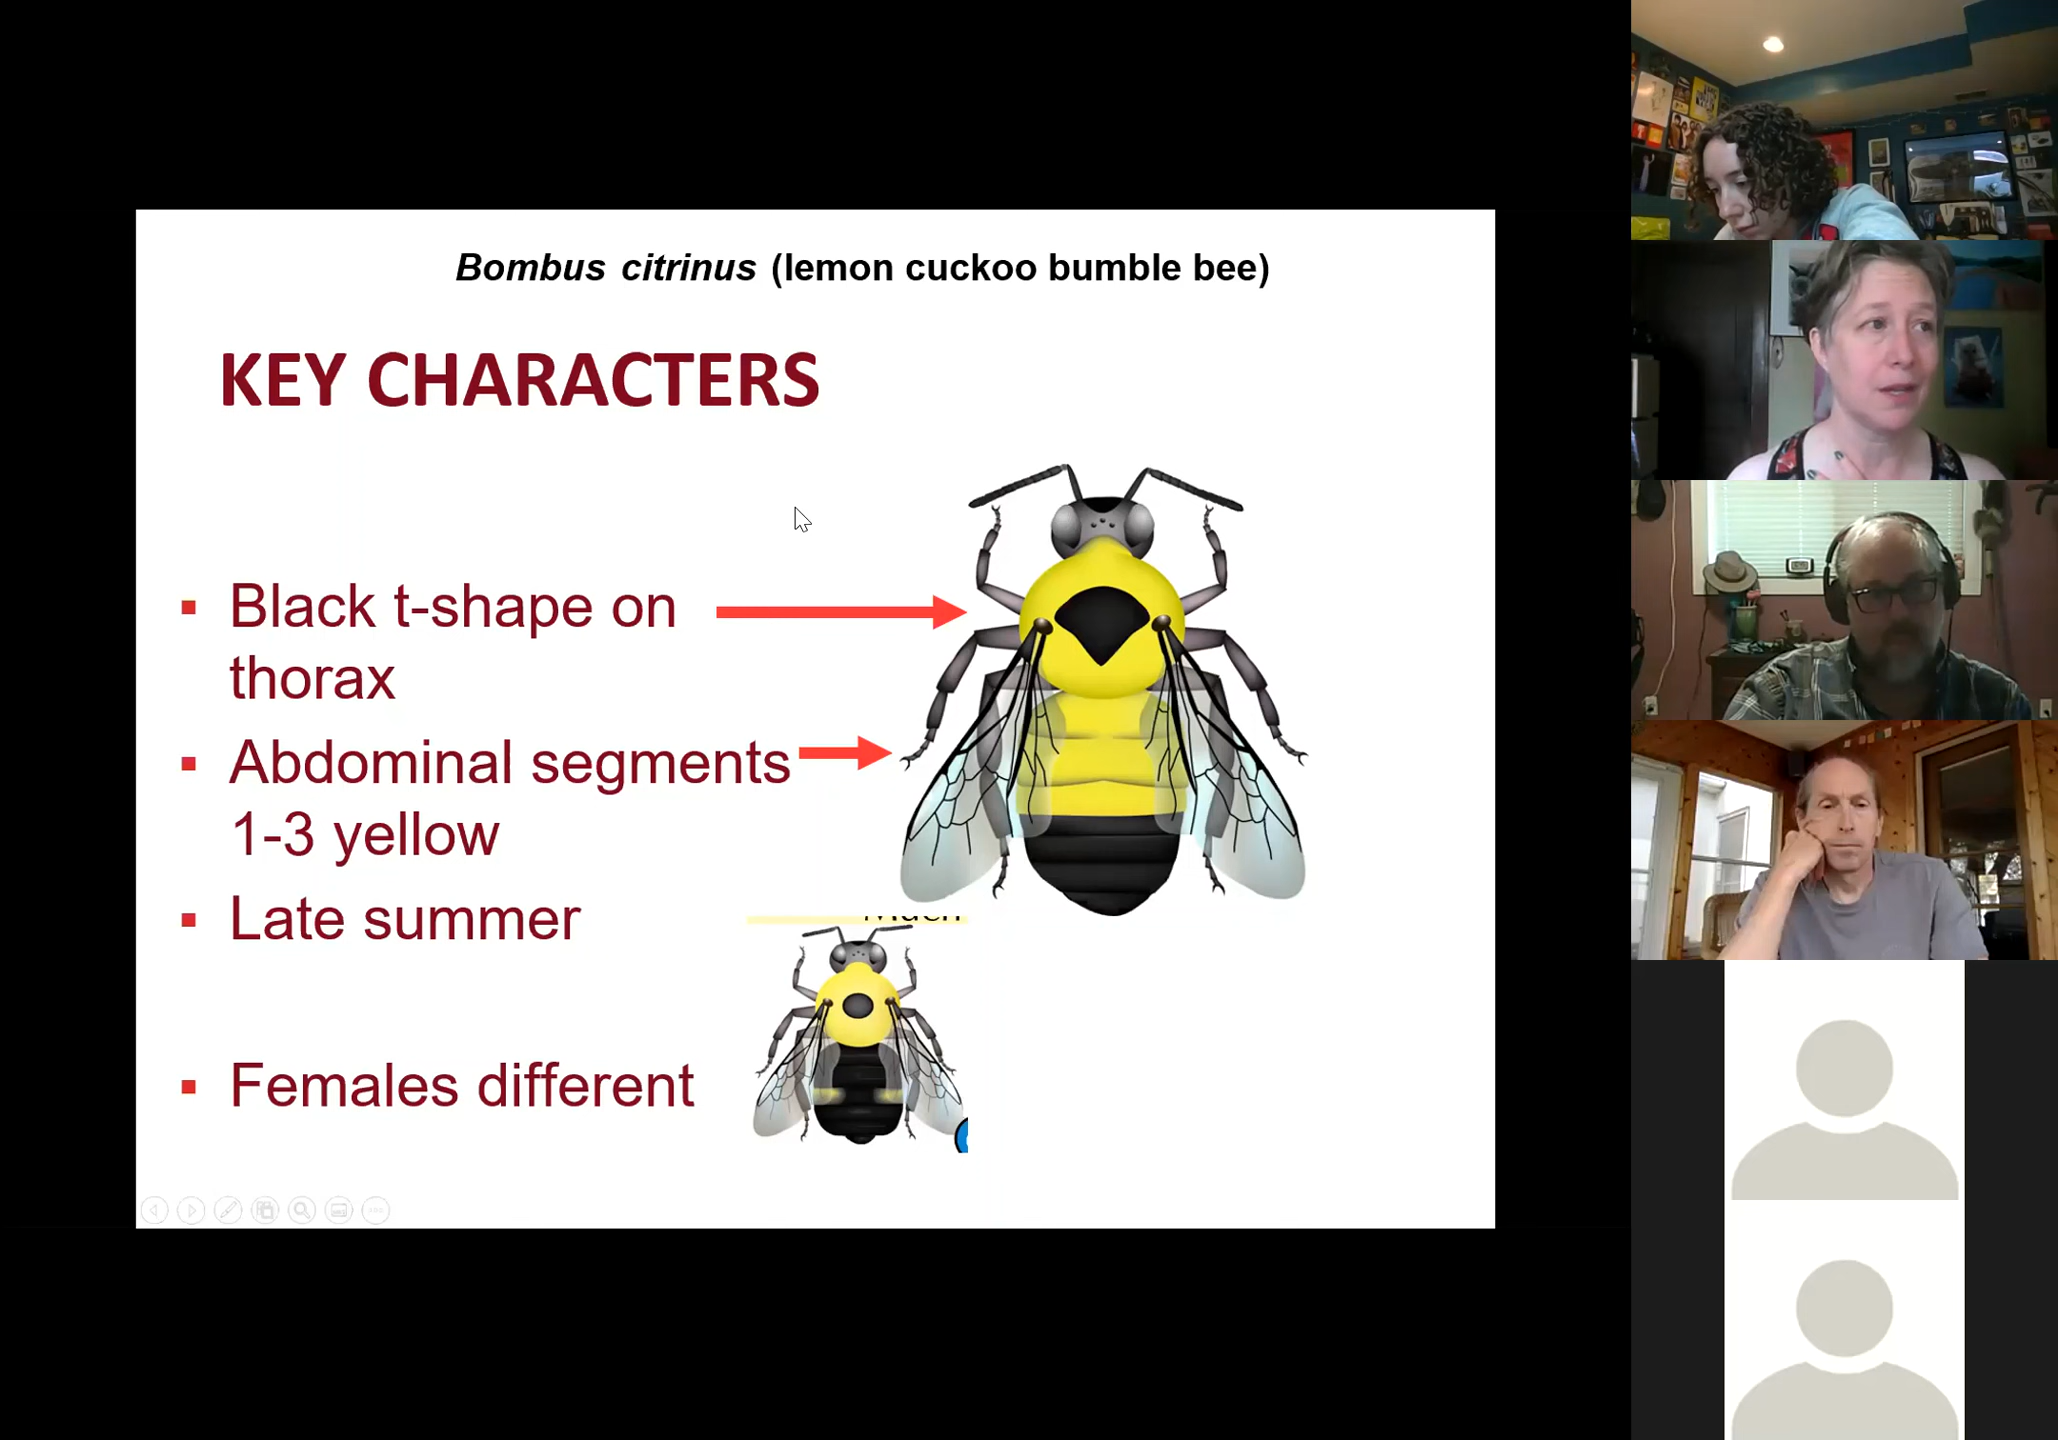 Bombus citrinus (lemon cuckoo bumble bee)
KEY CHARACTERS
▪ Black t-shape on
thorax
▪ Abdominal segments
1-3 yellow
▪ Late summer
▪ Females different